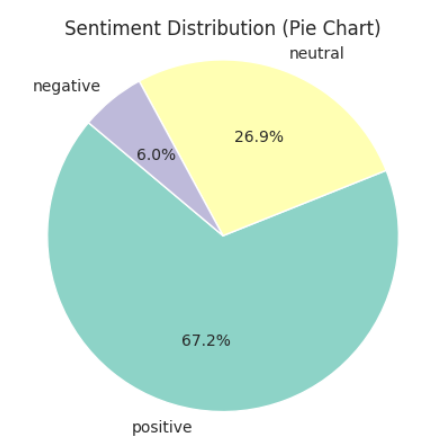 Sentiment Distribution (Pie Chart)
neutral
negative
26.9%
6.0%
67.2%
positive